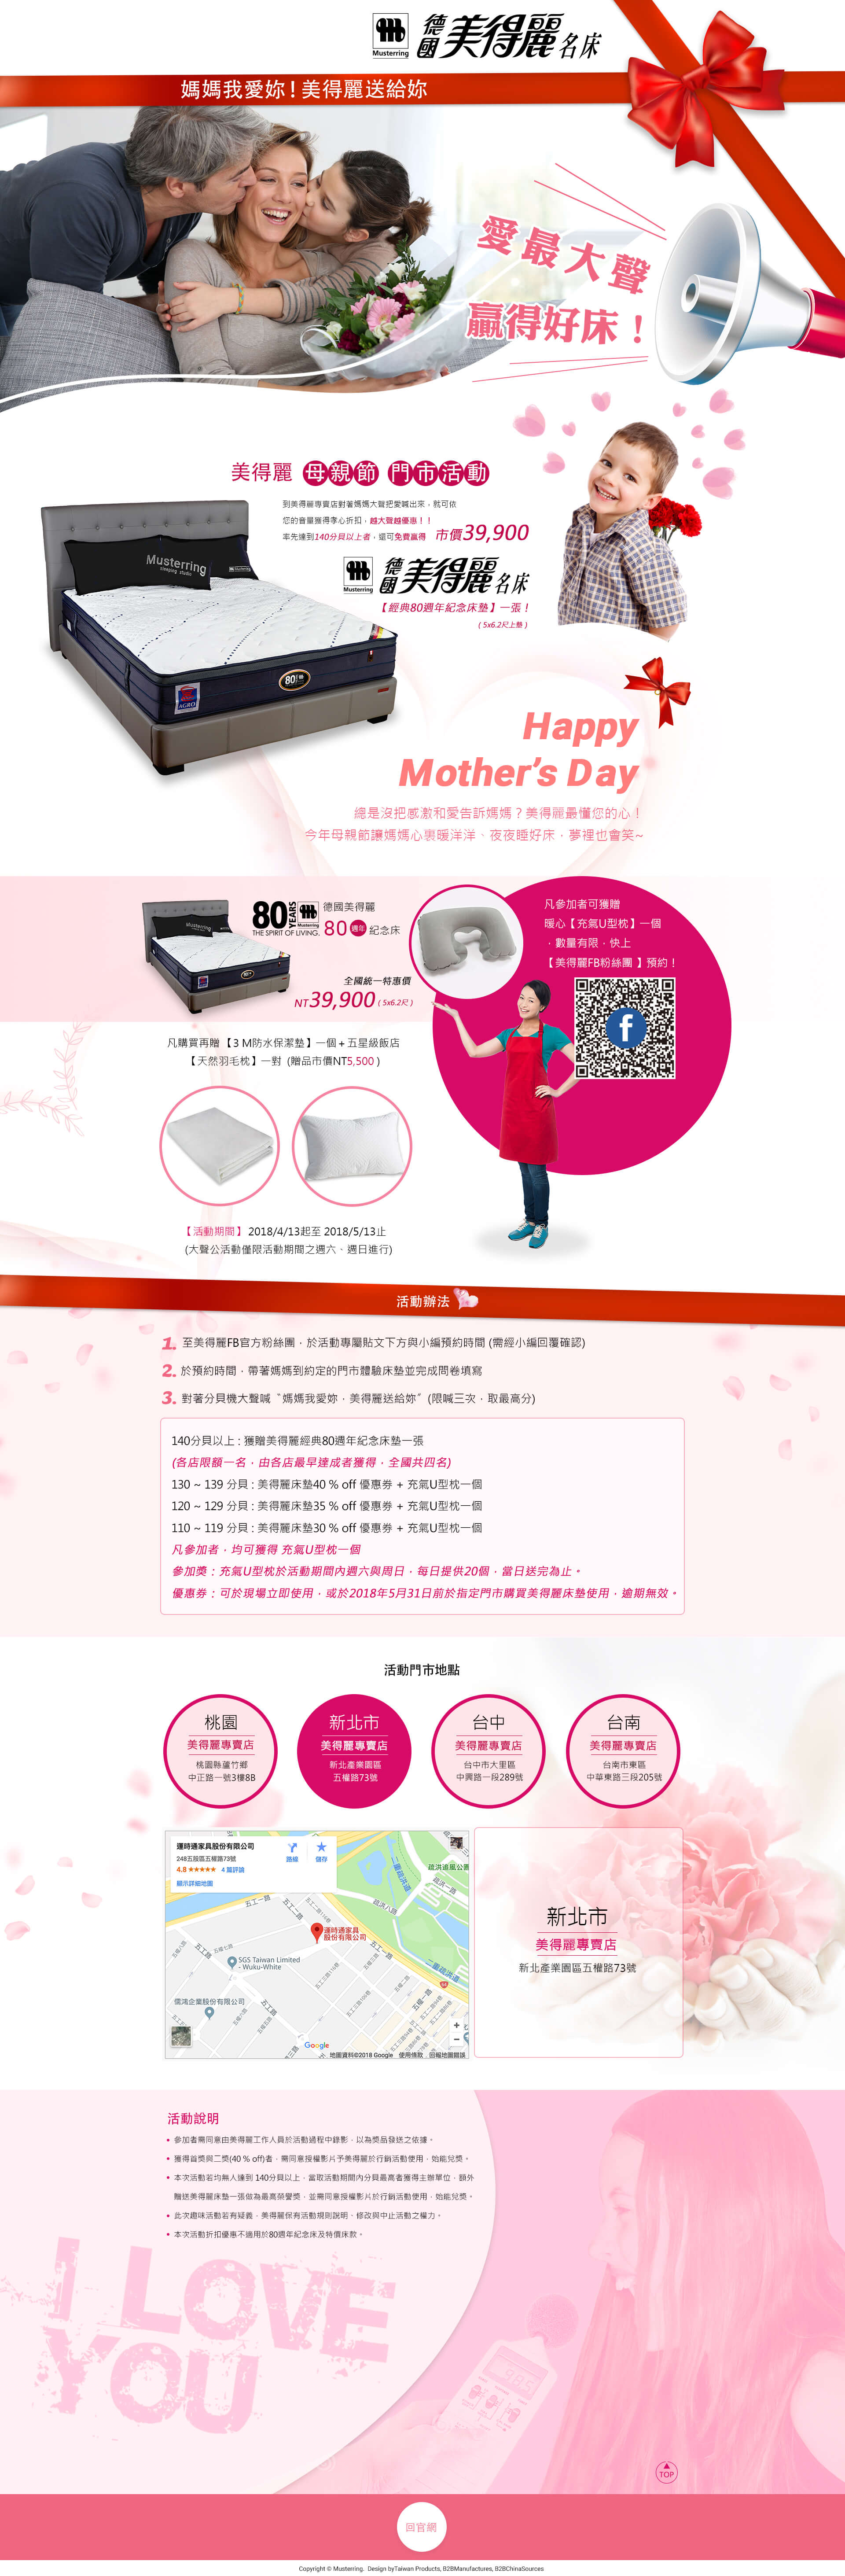 Musterring
德國美得麗名床
媽媽我愛妳!美得麗送給妳
愛最大聲
贏得好床!
美得麗 母親節 門市活動
到美得麗專賣店對著媽媽大聲把愛喊出來,就可依
您的音量獲得孝心折扣,越大聲越優惠!!
率先達到140分貝以上者,還可免費贏得 市價39,900
Musterring
德國美得麗名床
【經典80週年紀念床墊】一張!
(5x6.2尺上墊)
Musterring
sleeping studio
Musterring
80
AGRO
Happy
Mother's Day
總是沒把感激和愛告訴媽媽?美得麗最懂您的心!
今年母親節讓媽媽心裏暖洋洋、夜夜睡好床,夢裡也會笑~
80 YEARS
Musterring
THE SPIRIT OF LIVING.
德國美得麗
80週年紀念床
全國統一特惠價
NT39,900(5x6.2尺)
凡參加者可獲贈
暖心【充氣U型枕】一個
,數量有限,快上
【美得麗FB粉絲團 】預約!
凡購買再贈 【3 M防水保潔墊】一個+五星級飯店
【天然羽毛枕】一對 (贈品市價NT5,500 )
【活動期間】 2018/4/13起至 2018/5/13止
(大聲公活動僅限活動期間之週六、週日進行)
活動辦法
1. 至美得麗FB官方粉絲團,於活動專屬貼文下方與小編預約時間 (需經小編回覆確認)
2. 於預約時間,帶著媽媽到約定的門市體驗床墊並完成問卷填寫
3. 對著分貝機大聲喊〝媽媽我愛妳,美得麗送給妳〞(限喊三次,取最高分)
140分貝以上 : 獲贈美得麗經典80週年紀念床墊一張
(各店限額一名,由各店最早達成者獲得,全國共四名)
130 ~ 139 分貝 : 美得麗床墊40 % off 優惠券 + 充氣U型枕一個
120 ~ 129 分貝 : 美得麗床墊35 % off 優惠券 + 充氣U型枕一個
110 ~ 119 分貝 : 美得麗床墊30 % off 優惠券 + 充氣U型枕一個
凡參加者,均可獲得 充氣U型枕一個
參加獎 : 充氣U型枕於活動期間內週六與周日,每日提供20個,當日送完為止。
優惠券 : 可於現場立即使用,或於2018年5月31日前於指定門市購買美得麗床墊使用,逾期無效。
活動門市地點
桃園
美得麗專賣店
桃園縣蘆竹鄉
中正路一號3樓8B
新北市
美得麗專賣店
新北產業園區
五權路73號
台中
美得麗專賣店
台中市大里區
中興路一段289號
台南
美得麗專賣店
台南市東區
中華東路三段205號
運時通家具股份有限公司
248五股區五權路73號
4.8 ★★★★★ 4 篇評論
顯示詳細地圖
路線
儲存
疏洪道風公園
運時通家具
股份有限公司
SGS Taiwan Limited
- Wuku-White
儒鴻企業股份有限公司
Google
地圖資料©2018 Google 使用條款 回報地圖錯誤
新北市
美得麗專賣店
新北產業園區五權路73號
活動說明
• 參加者需同意由美得麗工作人員於活動過程中錄影,以為獎品發送之依據。
• 獲得首獎與二獎(40 % off)者,需同意授權影片予美得麗於行銷活動使用,始能兌獎。
• 本次活動若均無人達到 140分貝以上,當取活動期間內分貝最高者獲得主辦單位,額外
贈送美得麗床墊一張做為最高榮譽獎,並需同意授權影片於行銷活動使用,始能兌獎。
• 此次趣味活動若有疑義,美得麗保有活動規則說明、修改與中止活動之權力。
• 本次活動折扣優惠不適用於80週年紀念床及特價床款。
I LOVE
YOU
TOP
回官網
Copyright © Musterring. Design byTaiwan Products, B2BManufactures, B2BChinaSources